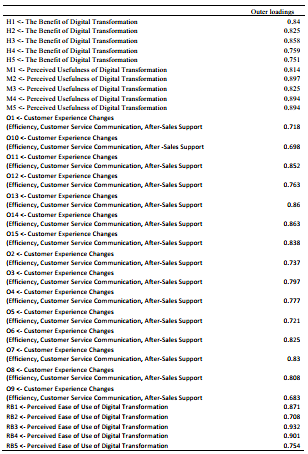 Outer loadings
H1 <- The Benefit of Digital Transformation 0.84
H2 <- The Benefit of Digital Transformation 0.825
H3 <- The Benefit of Digital Transformation 0.858
H4 <- The Benefit of Digital Transformation 0.759
H5 <- The Benefit of Digital Transformation 0.751
M1 <- Perceived Usefulness of Digital Transformation 0.814
M2 <- Perceived Usefulness of Digital Transformation 0.897
M3 <- Perceived Usefulness of Digital Transformation 0.825
M4 <- Perceived Usefulness of Digital Transformation 0.894
M5 <- Perceived Usefulness of Digital Transformation 0.894
O1 <- Customer Experience Changes
(Efficiency, Customer Service Communication, After-Sales Support 0.718
O10 <- Customer Experience Changes
(Efficiency, Customer Service Communication, After -Sales Support 0.698
O11 <- Customer Experience Changes
(Efficiency, Customer Service Communication, After-Sales Support 0.852
O12 <- Customer Experience Changes
(Efficiency, Customer Service Communication, After-Sales Support 0.763
O13 <- Customer Experience Changes
(Efficiency, Customer Service Communication, After-Sales Support 0.86
O14 <- Customer Experience Changes
(Efficiency, Customer Service Communication, After-Sales Support 0.863
O15 <- Customer Experience Changes
(Efficiency, Customer Service Communication, After-Sales Support 0.838
O2 <- Customer Experience Changes
(Efficiency, Customer Service Communication, After-Sales Support 0.737
O3 <- Customer Experience Changes
(Efficiency, Customer Service Communication, After-Sales Support 0.797
O4 <- Customer Experience Changes
(Efficiency, Customer Service Communication, After-Sales Support 0.777
O5 <- Customer Experience Changes
(Efficiency, Customer Service Communication, After-Sales Support 0.721
O6 <- Customer Experience Changes
(Efficiency, Customer Service Communication, After-Sales Support 0.825
O7 <- Customer Experience Changes
(Efficiency, Customer Service Communication, After-Sales Support 0.83
O8 <- Customer Experience Changes
(Efficiency, Customer Service Communication, After-Sales Support 0.808
O9 <- Customer Experience Changes
(Efficiency, Customer Service Communication, After-Sales Support 0.683
RB1 <- Perceived Ease of Use of Digital Transformation 0.871
RB2 <- Perceived Ease of Use of Digital Transformation 0.708
RB3 <- Perceived Ease of Use of Digital Transformation 0.932
RB4 <- Perceived Ease of Use of Digital Transformation 0.901
RB5 <- Perceived Ease of Use of Digital Transformation 0.754